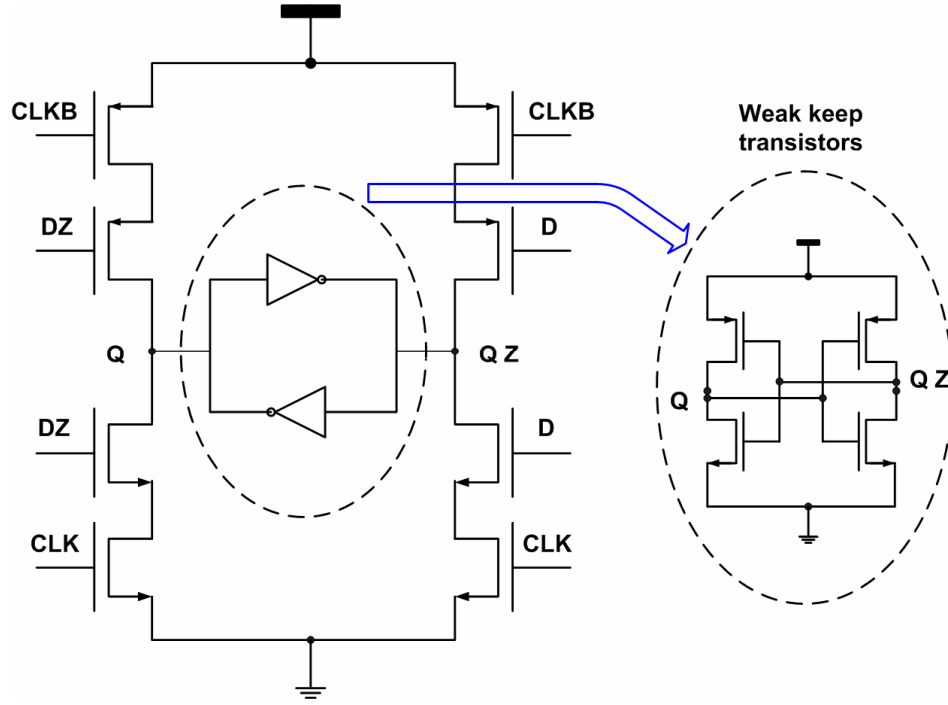 CLKB
CLKB
Weak keep
transistors
DZ
D
Q
Q Z
Q
Q Z
DZ
D
CLK
CLK